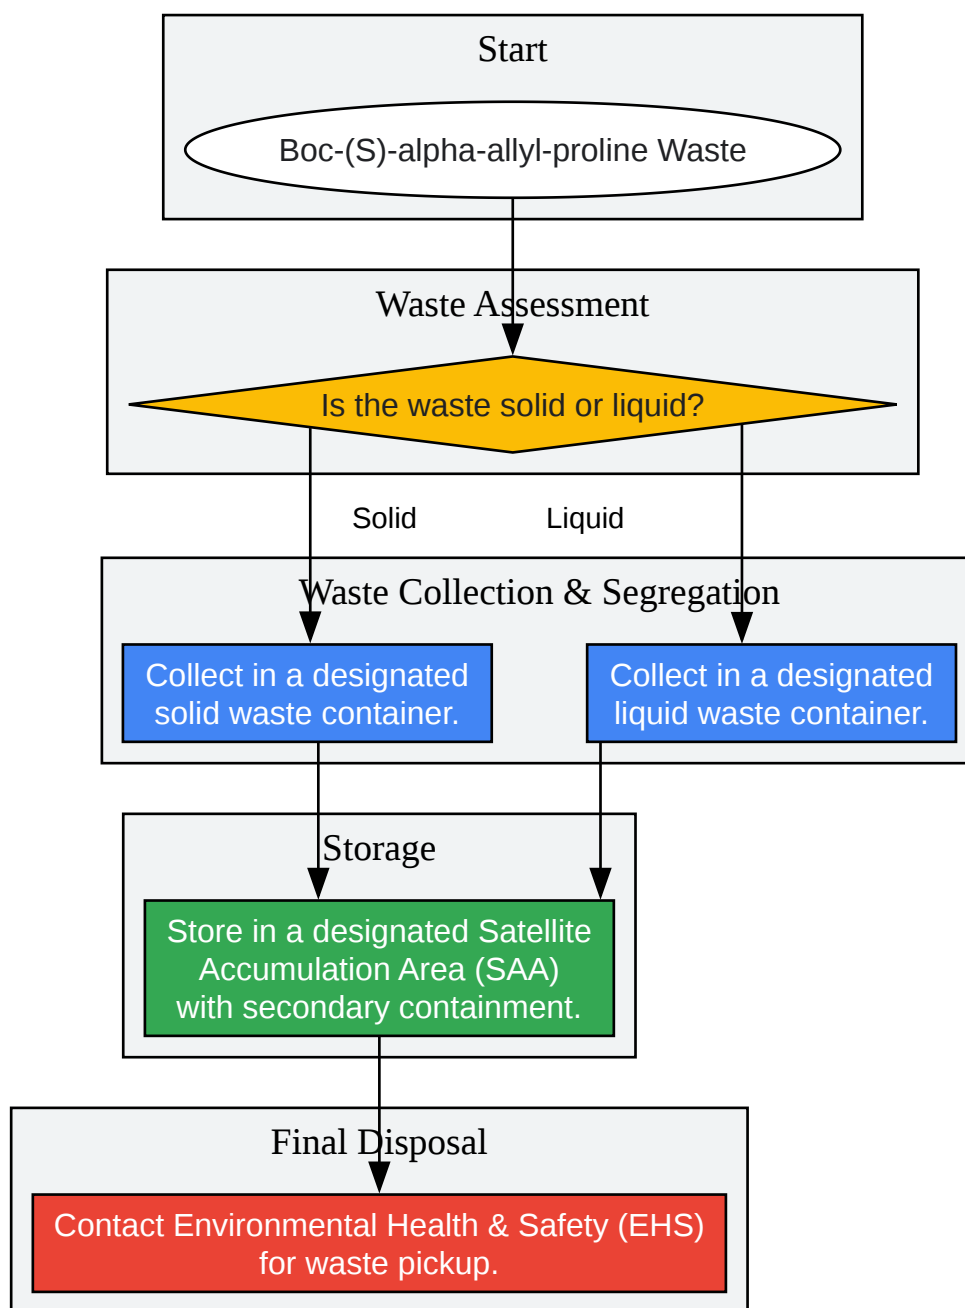 Start
Boc-(S)-alpha-allyl-proline Waste
Waste Assessment
Is the waste solid or liquid?
Solid
Liquid
Waste Collection & Segregation
Collect in a designated
solid waste container.
Collect in a designated
liquid waste container.
Storage
Store in a designated Satellite
Accumulation Area (SAA)
with secondary containment.
Final Disposal
Contact Environmental Health & Safety (EHS)
for waste pickup.